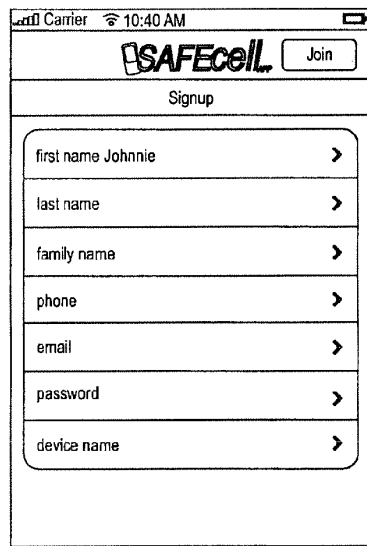 Carrier 10:40 AM
SAFEcell APP Join
Signup
first name Johnnie
last name
family name
phone
email
password
device name